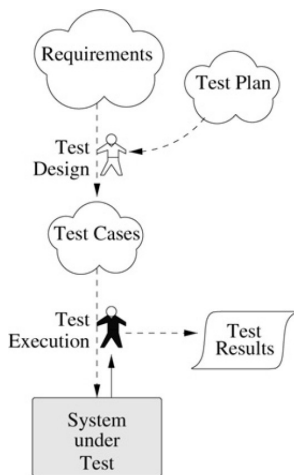 Requirements
Test Plan
Test
Design
Test Cases
Test
Execution
Test
Results
System
under
Test